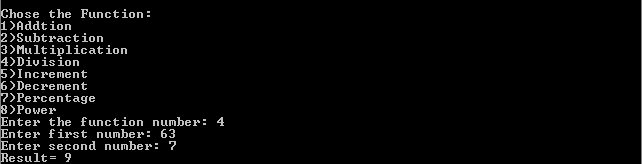 Chose the Function:
1)Addtion
2)Subtraction
3)Multiplication
4)Division
5)Increment
6)Decrement
7)Percentage
8)Power
Enter the function number: 4
Enter first number: 63
Enter second number: 7
Result= 9